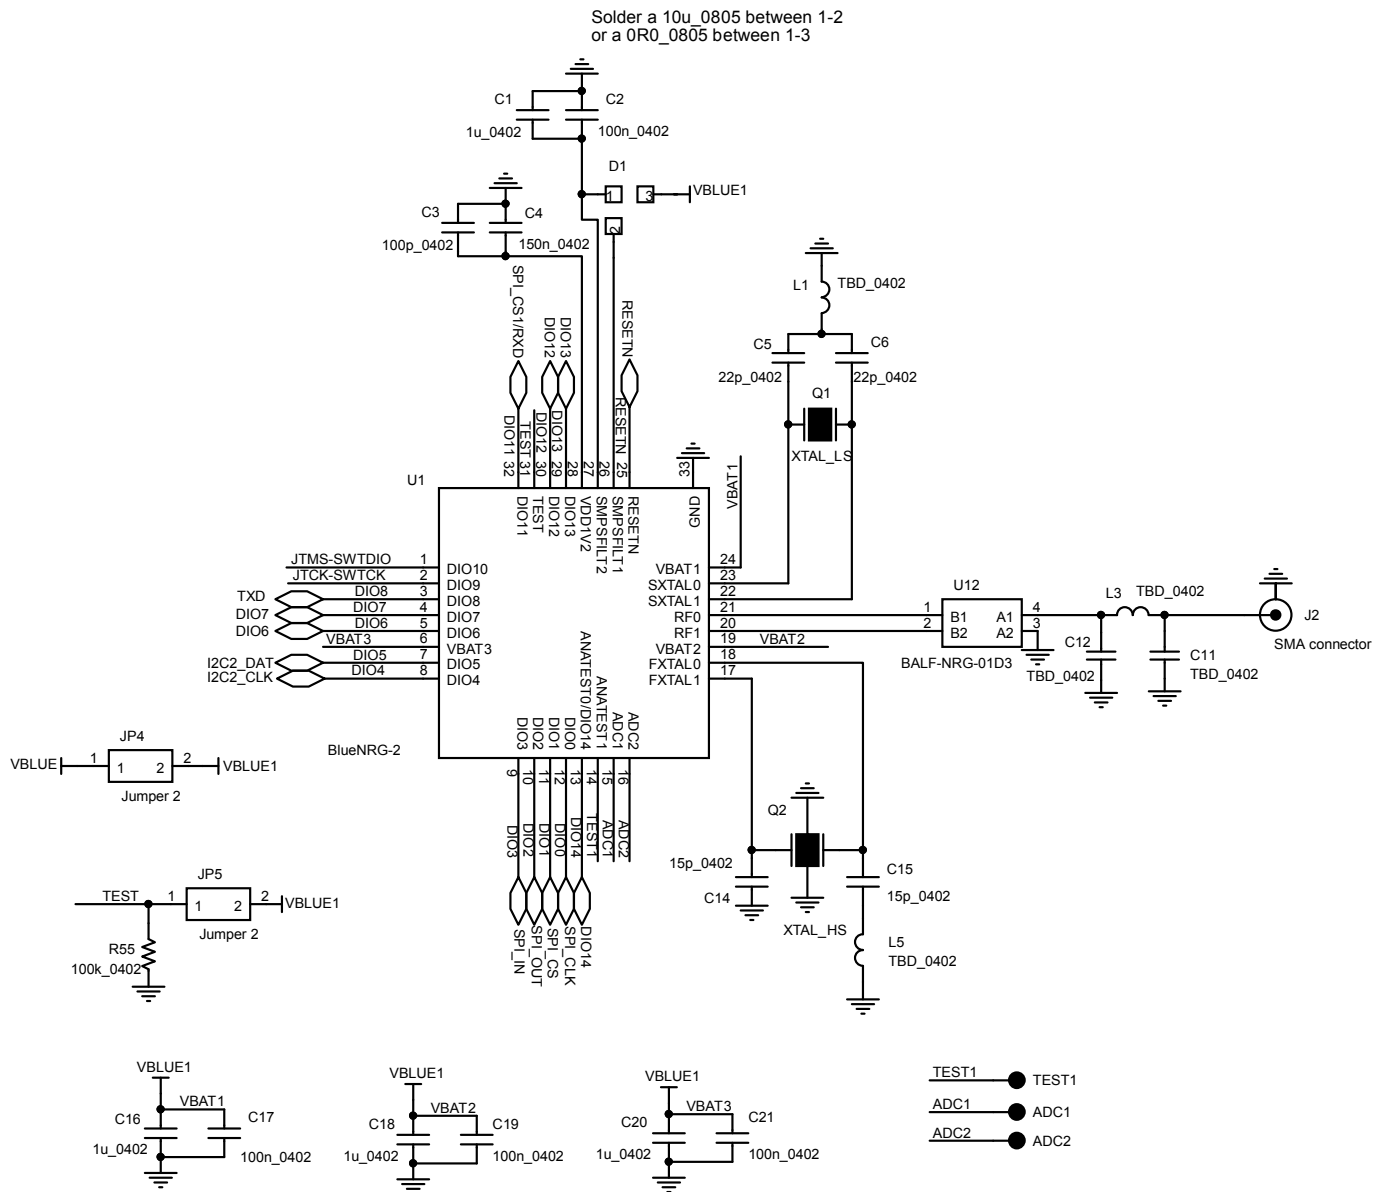 Solder a 10u_0805 between 1-2
or a 0R0_0805 between 1-3
C1
C2
1u_0402
100n_0402
D1
1
3
VBLUE1
2
C3
C4
100p_0402
150n_0402
L1
TBD_0402
C5
C6
22p_0402
22p_0402
Q1
XTAL_LS
SPI_CS1/RXD
DIO12
DIO13
RESETN
DIO11
TEST
DIO12
DIO13
RESETN
32
31
30
29
28
27
26
25
33
VBAT1
U1
DIO11
TEST
DIO12
DIO13
VDD1V2
SMPSFILT2
SMPSFILT1
RESETN
GND
JTMS-SWTDIO 1 DIO10
JTCK-SWTCK 2 DIO9
TXD DIO8 3 DIO8
DIO7 DIO7 4 DIO7
DIO6 DIO6 5 DIO6
VBAT3 6 VBAT3
I2C2_DAT DIO5 7 DIO5
I2C2_CLK DIO4 8 DIO4
VBAT1 24
SXTAL0 23
SXTAL1 22
RF0 21
RF1 20
VBAT2 19 VBAT2
FXTAL0 18
FXTAL1 17
U12
1 B1 A1 4
2 B2 A2 3
BALF-NRG-01D3
L3 TBD_0402
J2
SMA connector
C12
TBD_0402
C11
TBD_0402
DIO3
DIO2
DIO1
DIO0
ANATEST0/DIO14
ANATEST1
ADC1
ADC2
BlueNRG-2
9
10
11
12
13
14
15
16
DIO3
DIO2
DIO1
DIO0
DIO14
TEST1
ADC1
ADC2
SPI_IN
SPI_OUT
SPI_CS
SPI_CLK
DIO14
JP4
VBLUE 1 1 2 2 VBLUE1
Jumper 2
JP5
TEST 1 1 2 2 VBLUE1
Jumper 2
R55
100k_0402
Q2
15p_0402
C14
XTAL_HS
C15
15p_0402
L5
TBD_0402
VBLUE1
VBAT1
C16
C17
1u_0402
100n_0402
VBLUE1
VBAT2
C18
C19
1u_0402
100n_0402
VBLUE1
VBAT3
C20
C21
1u_0402
100n_0402
TEST1 TEST1
ADC1 ADC1
ADC2 ADC2